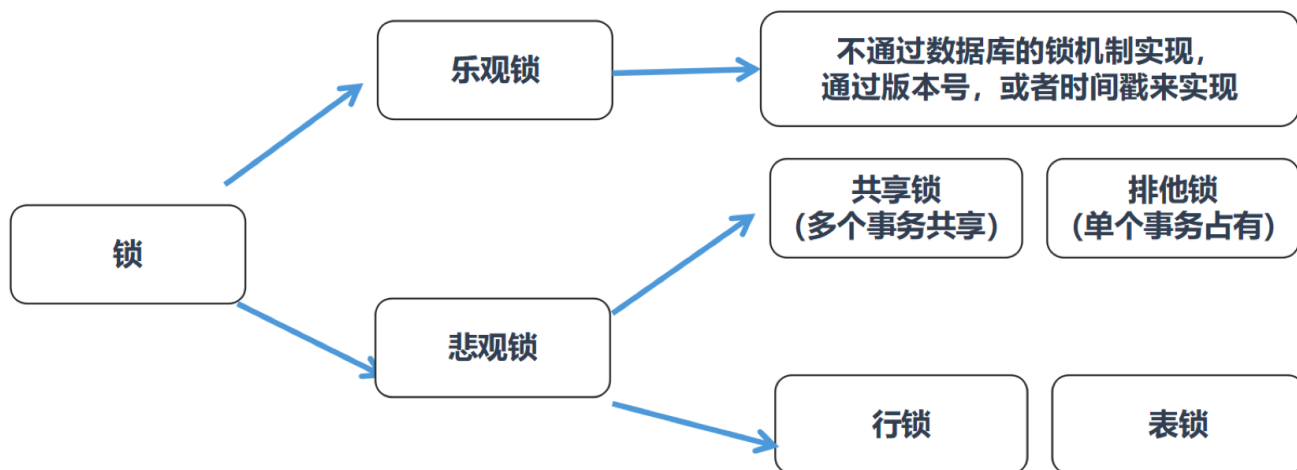 乐观锁
不通过数据库的锁机制实现，
通过版本号，或者时间戳来实现
锁
悲观锁
共享锁
（多个事务共享）
排他锁
（单个事务占有）
行锁
表锁